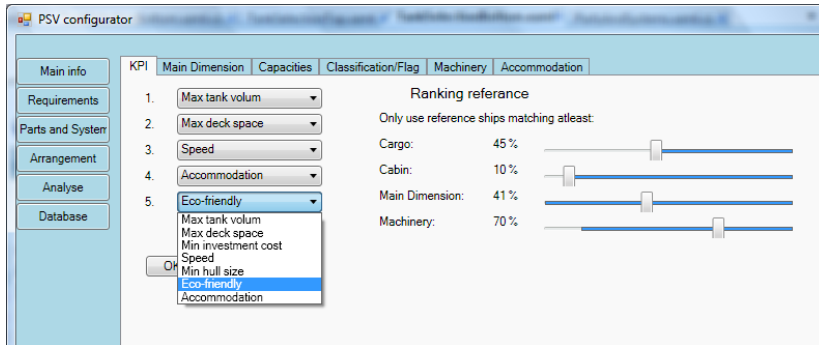 PSV configurator
Main info
Requirements
Parts and System
Arrangement
Analyse
Database
KPI Main Dimension Capacities Classification/Flag Machinery Accommodation
1. Max tank volum
2. Max deck space
3. Speed
4. Accommodation
5. Eco-friendly
Max tank volum
Max deck space
Min investment cost
Speed
Min hull size
Eco-friendly
Accommodation
OK
Ranking referance
Only use reference ships matching atleast:
Cargo: 45 %
Cabin: 10 %
Main Dimension: 41 %
Machinery: 70 %